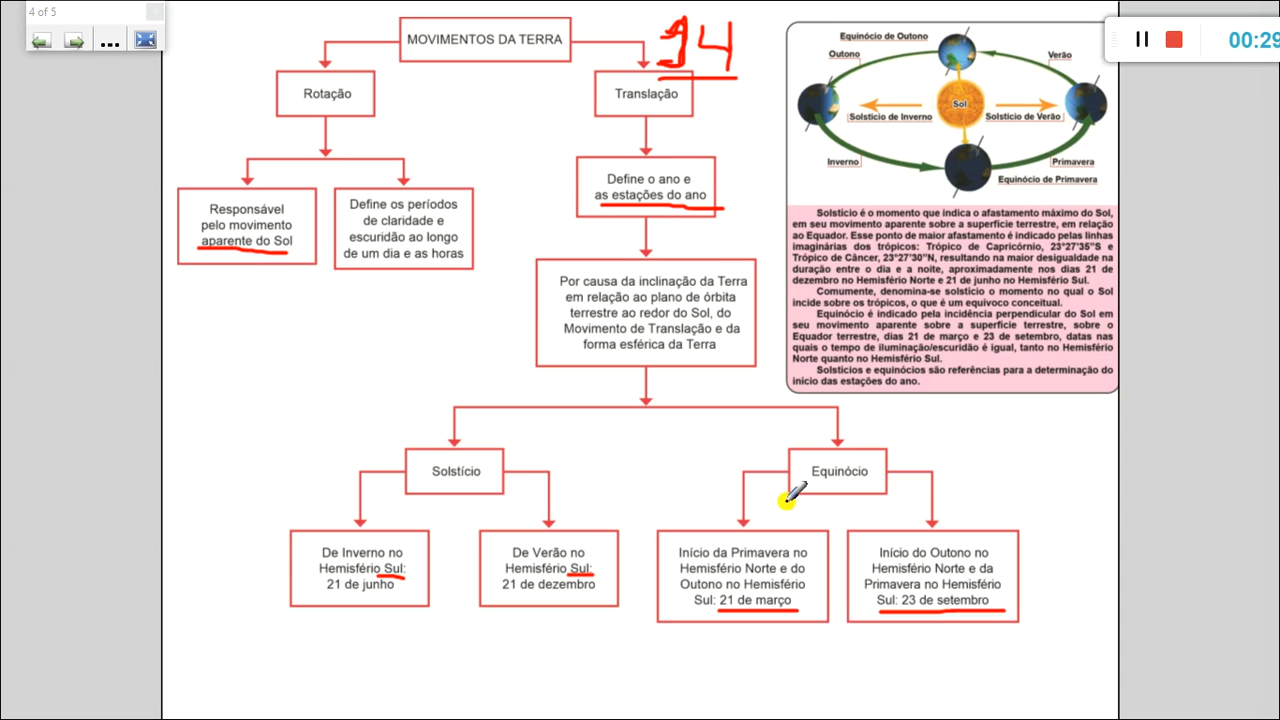 4 of 5
00:29
MOVIMENTOS DA TERRA
94
Rotação
Translação
Responsável
pelo movimento
aparente do Sol
Define os períodos
de claridade e
escuridão ao longo
de um dia e as horas
Define o ano e
as estações do ano
Por causa da inclinação da Terra
em relação ao plano de órbita
terrestre ao redor do Sol, do
Movimento de Translação e da
forma esférica da Terra
Solstício
Equinócio
De Inverno no
Hemisfério Sul:
21 de junho
De Verão no
Hemisfério Sul:
21 de dezembro
Início da Primavera no
Hemisfério Norte e do
Outono no Hemisfério
Sul: 21 de março
Início do Outono no
Hemisfério Norte e da
Primavera no Hemisfério
Sul: 23 de setembro
Equinócio de Outono
Outono
Verão
Sol
Solstício de Inverno
Solstício de Verão
Inverno
Primavera
Equinócio de Primavera
Solstício é o momento que indica o afastamento máximo do Sol,
em seu movimento aparente sobre a superfície terrestre, em relação
ao Equador. Esse ponto de maior afastamento é indicado pelas linhas
imaginárias dos trópicos: Trópico de Capricórnio, 23°27'35"S e
Trópico de Câncer, 23°27'30"N, resultando na maior desigualdade na
duração entre o dia e a noite, aproximadamente nos dias 21 de
dezembro no Hemisfério Norte e 21 de junho no Hemisfério Sul.
Comumente, denomina-se solstício o momento no qual o Sol
incide sobre os trópicos, o que é um equívoco conceitual.
Equinócio é indicado pela incidência perpendicular do Sol em
seu movimento aparente sobre a superfície terrestre, sobre o
Equador terrestre, dias 21 de março e 23 de setembro, datas nas
quais o tempo de iluminação/escuridão é igual, tanto no Hemisfério
Norte quanto no Hemisfério Sul.
Solstícios e equinócios são referências para a determinação do
início das estações do ano.